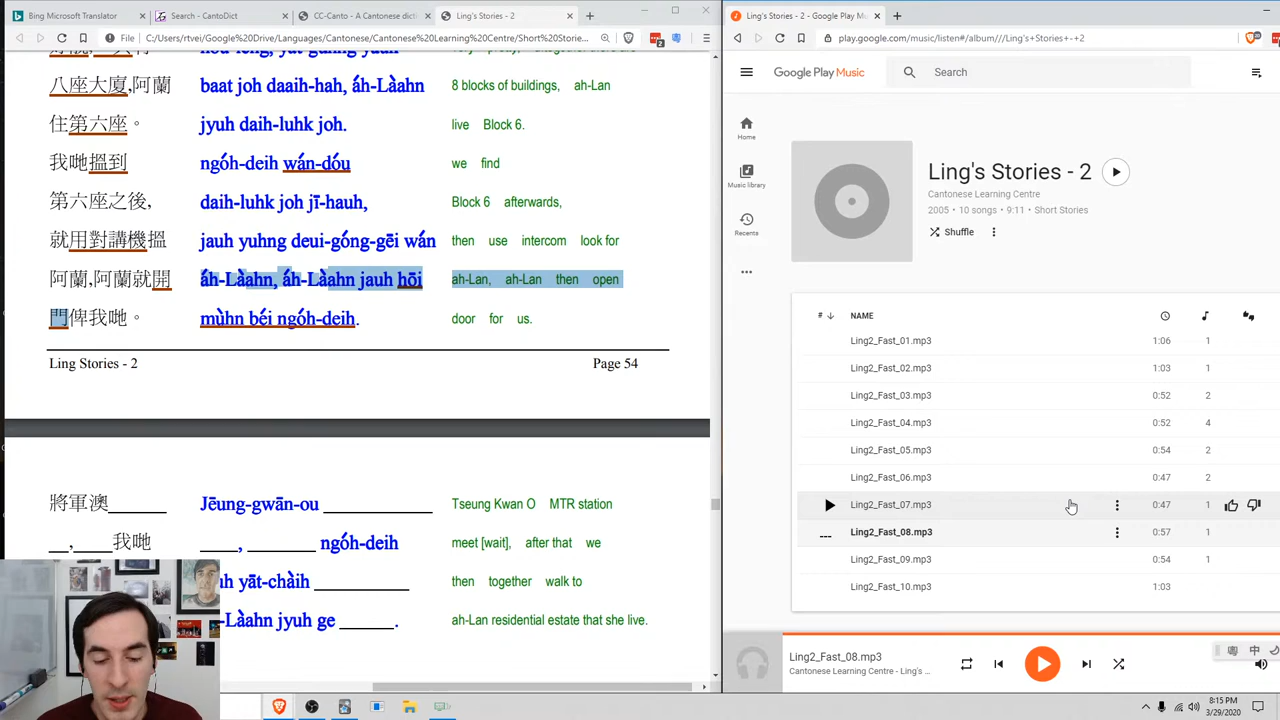 Bing Microsoft Translator
Search - CantoDict
CC-Canto - A Cantonese dicti
Ling's Stories - 2
File
C:/Users/rtvei/Google%20Drive/Languages/Cantonese/Cantonese%20Learning%20Centre/Short%20Storie...
八座大廈,阿蘭 baat joh daaih-hah, áh-Làahn 8 blocks of buildings, ah-Lan
住第六座。 jyuh daih-luhk joh. live Block 6.
我哋搵到 ngóh-deih wán-dóu we find
第六座之後, daih-luhk joh jī-hauh, Block 6 afterwards,
就用對講機搵 jauh yuhng deui-góng-gēi wán then use intercom look for
阿蘭,阿蘭就開 áh-Làahn, áh-Làahn jauh hōi ah-Lan, ah-Lan then open
門俾我哋。 mùhn béi ngóh-deih. door for us.
Ling Stories - 2 Page 54
將軍澳______ Jēung-gwān-ou ____________ Tseung Kwan O MTR station
__,____我哋 ____, _______ ngóh-deih meet [wait], after that we
uh yāt-chàih __________ then together walk to
-Làahn jyuh ge ______. ah-Lan residential estate that she live.
Ling's Stories - 2 - Google Play Mus
play.google.com/music/listen#/album///Ling's+Stories+-+2
Google Play Music
Search
Home
Music library
Recents
Ling's Stories - 2
Cantonese Learning Centre
2005 • 10 songs • 9:11 • Short Stories
Shuffle
# NAME
Ling2_Fast_01.mp3 1:06 1
Ling2_Fast_02.mp3 1:03 1
Ling2_Fast_03.mp3 0:52 2
Ling2_Fast_04.mp3 0:52 4
Ling2_Fast_05.mp3 0:54 2
Ling2_Fast_06.mp3 0:47 2
Ling2_Fast_07.mp3 0:47 1
Ling2_Fast_08.mp3 0:57 1
Ling2_Fast_09.mp3 0:54 1
Ling2_Fast_10.mp3 1:03
Ling2_Fast_08.mp3
Cantonese Learning Centre - Ling's ...
中
8:15 PM
3/29/2020